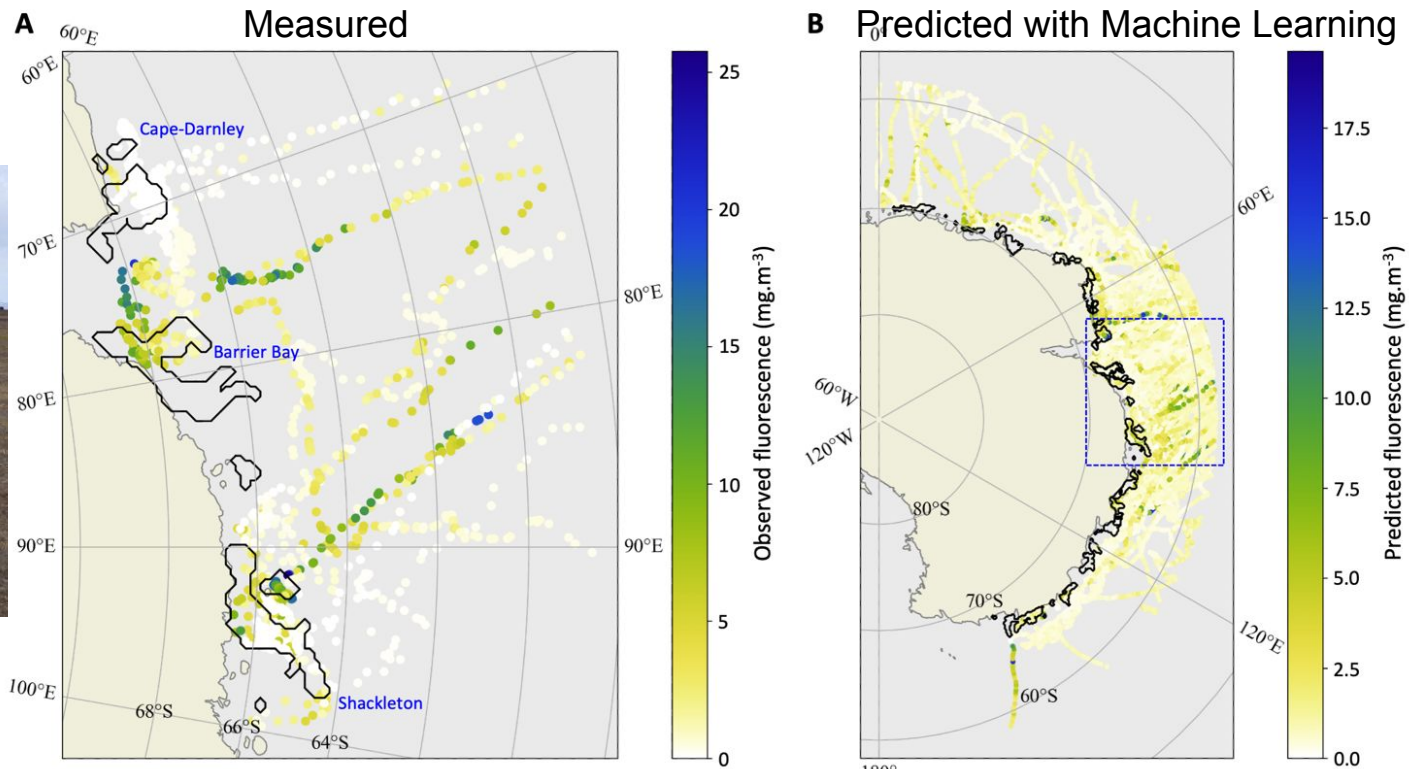 A
Measured
60°E
60°E
Cape-Darnley
70°E
Barrier Bay
80°E
80°E
90°E
100°E
68°S
66°S
64°S
Shackleton
25
20
15
10
5
0
Observed fluorescence (mg.m⁻³)
B
Predicted with Machine Learning
0°
60°E
60°W
120°W
80°S
70°S
60°S
120°E
180°
17.5
15.0
12.5
10.0
7.5
5.0
2.5
0.0
Predicted fluorescence (mg.m⁻³)